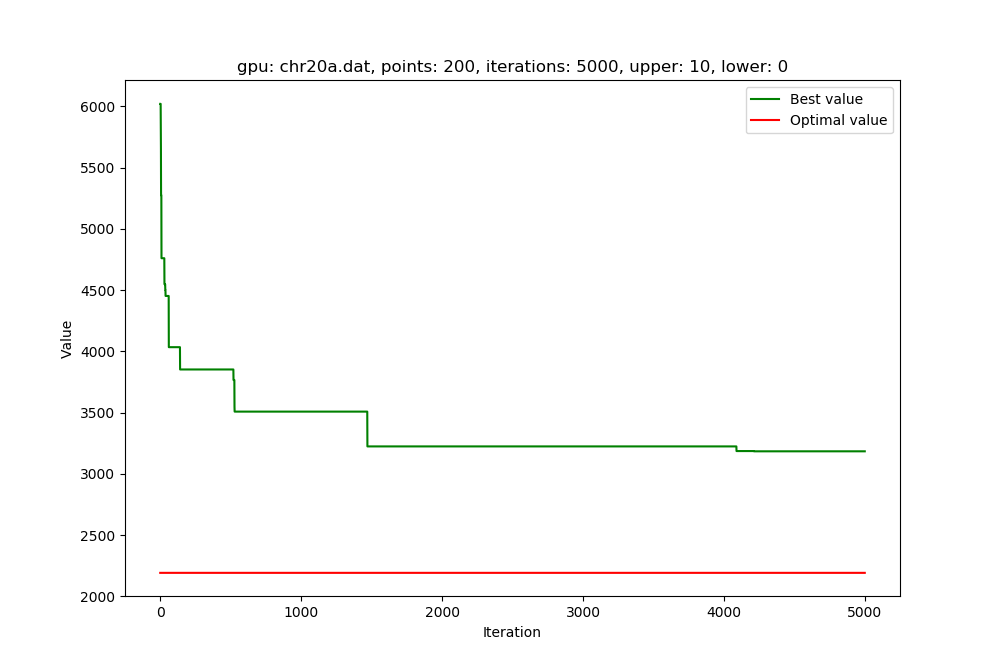 gpu: chr20a.dat, points: 200, iterations: 5000, upper: 10, lower: 0
Best value
Optimal value
6000
5500
5000
4500
4000
3500
3000
2500
2000
Value
0 1000 2000 3000 4000 5000
Iteration